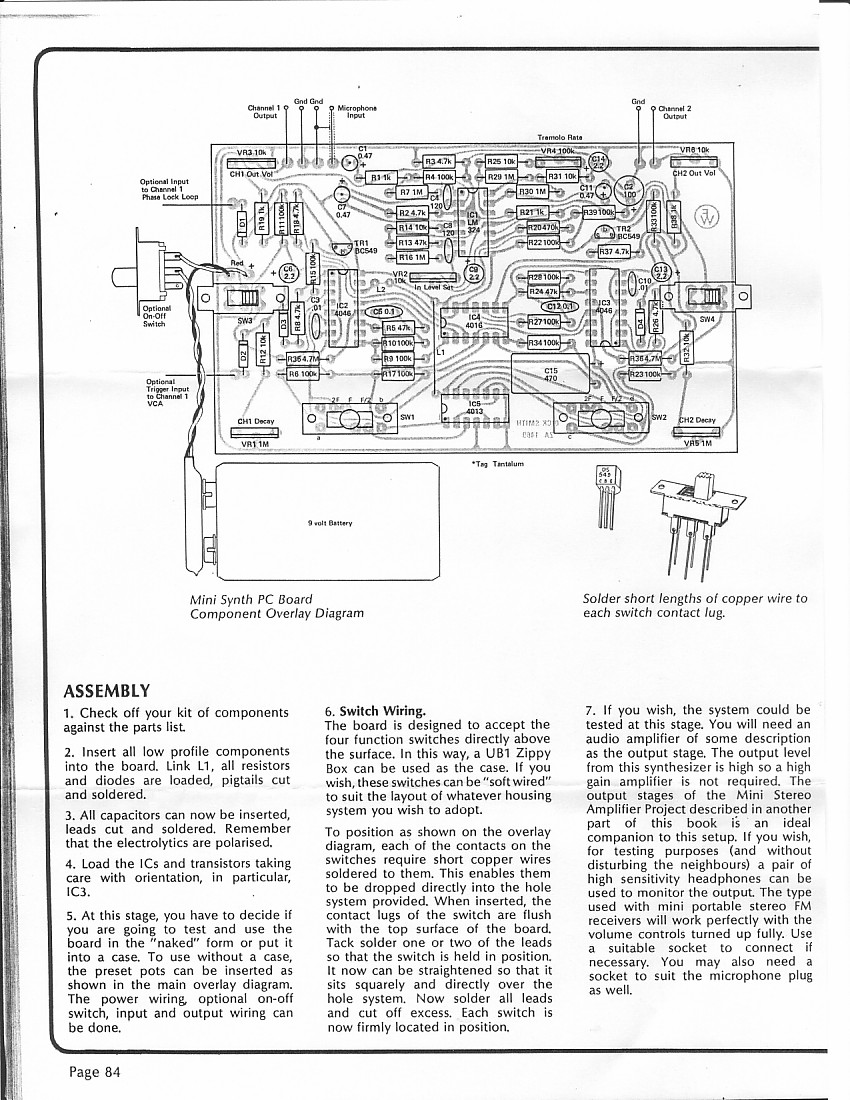 Channel 1
Output
Gnd Gnd
Microphone
Input
Gnd
Channel 2
Output
Tremolo Rate
VR3 10k
CH1 Out Vol
C1
0.47
R3 4.7k
R25 10k
VR4 100k
C14
2.2
VR6 10k
CH2 Out Vol
Optional Input
to Channel 1
Phase Lock Loop
R1 1k
R4 100k
R29 1M
R31 10k
C7
0.47
R7 1M
C4
120
R30 1M
C11
0.47
C2
100
D1
R19 1k
R11 100k
R18 4.7k
R2 4.7k
IC1
LM
324
R21 1k
R39 100k
R33 100k
R38 1k
R14 10k
C8
120
R20 470k
TR2
BC549
TR1
BC549
R13 47k
R22 100k
R16 1M
R37 4.7k
Red
+
C6
2.2
R15 100k
VR2
10k
In Level Set
C9
2.2
R28 100k
C13
2.2
L2
R24 47k
C10
.01
Optional
On-Off
Switch
SW3
D3
R8 4.7k
C3
.01
IC2
4046
C5 0.1
IC4
4016
C12 0.1
IC3
4046
D4
R26 4.7k
SW4
R5 47k
R27 100k
D2
R12 10k
R10 100k
R34 100k
R32 10k
R35 4.7M
R9 100k
L1
C15
470
R36 4.7M
R6 100k
R17 100k
R23 100k
Optional
Trigger Input
to Channel 1
VCA
2F F F/2 b
SW1
a
IC5
4013
2F F F/2 d
SW2
c
CH1 Decay
VR1 1M
CH2 Decay
VR5 1M
DICK SMITH
ZA 1460
*Tag Tantalum
9 volt Battery
DS
549
C B E
Mini Synth PC Board
Component Overlay Diagram
Solder short lengths of copper wire to
each switch contact lug.
ASSEMBLY
1. Check off your kit of components
against the parts list.
2. Insert all low profile components
into the board. Link L1, all resistors
and diodes are loaded, pigtails cut
and soldered.
3. All capacitors can now be inserted,
leads cut and soldered. Remember
that the electrolytics are polarised.
4. Load the ICs and transistors taking
care with orientation, in particular,
IC3.
5. At this stage, you have to decide if
you are going to test and use the
board in the "naked" form or put it
into a case. To use without a case,
the preset pots can be inserted as
shown in the main overlay diagram.
The power wiring, optional on-off
switch, input and output wiring can
be done.
6. Switch Wiring.
The board is designed to accept the
four function switches directly above
the surface. In this way, a UB1 Zippy
Box can be used as the case. If you
wish, these switches can be "soft wired"
to suit the layout of whatever housing
system you wish to adopt.
To position as shown on the overlay
diagram, each of the contacts on the
switches require short copper wires
soldered to them. This enables them
to be dropped directly into the hole
system provided. When inserted, the
contact lugs of the switch are flush
with the top surface of the board.
Tack solder one or two of the leads
so that the switch is held in position.
It now can be straightened so that it
sits squarely and directly over the
hole system. Now solder all leads
and cut off excess. Each switch is
now firmly located in position.
7. If you wish, the system could be
tested at this stage. You will need an
audio amplifier of some description
as the output stage. The output level
from this synthesizer is high so a high
gain amplifier is not required. The
output stages of the Mini Stereo
Amplifier Project described in another
part of this book is an ideal
companion to this setup. If you wish,
for testing purposes (and without
disturbing the neighbours) a pair of
high sensitivity headphones can be
used to monitor the output. The type
used with mini portable stereo FM
receivers will work perfectly with the
volume controls turned up fully. Use
a suitable socket to connect if
necessary. You may also need a
socket to suit the microphone plug
as well.
Page 84